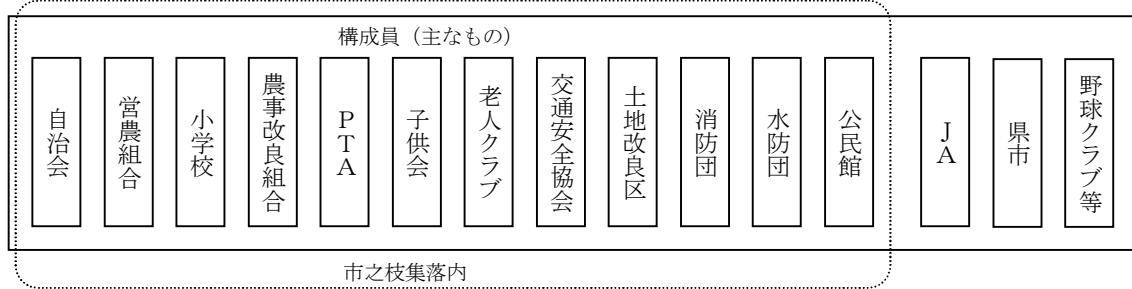 構成員（主なもの）
自治会
営農組合
小学校
農事改良組合
PTA
子供会
老人クラブ
交通安全協会
土地改良区
消防団
水防団
公民館
JA
県市
野球クラブ等
市之枝集落内